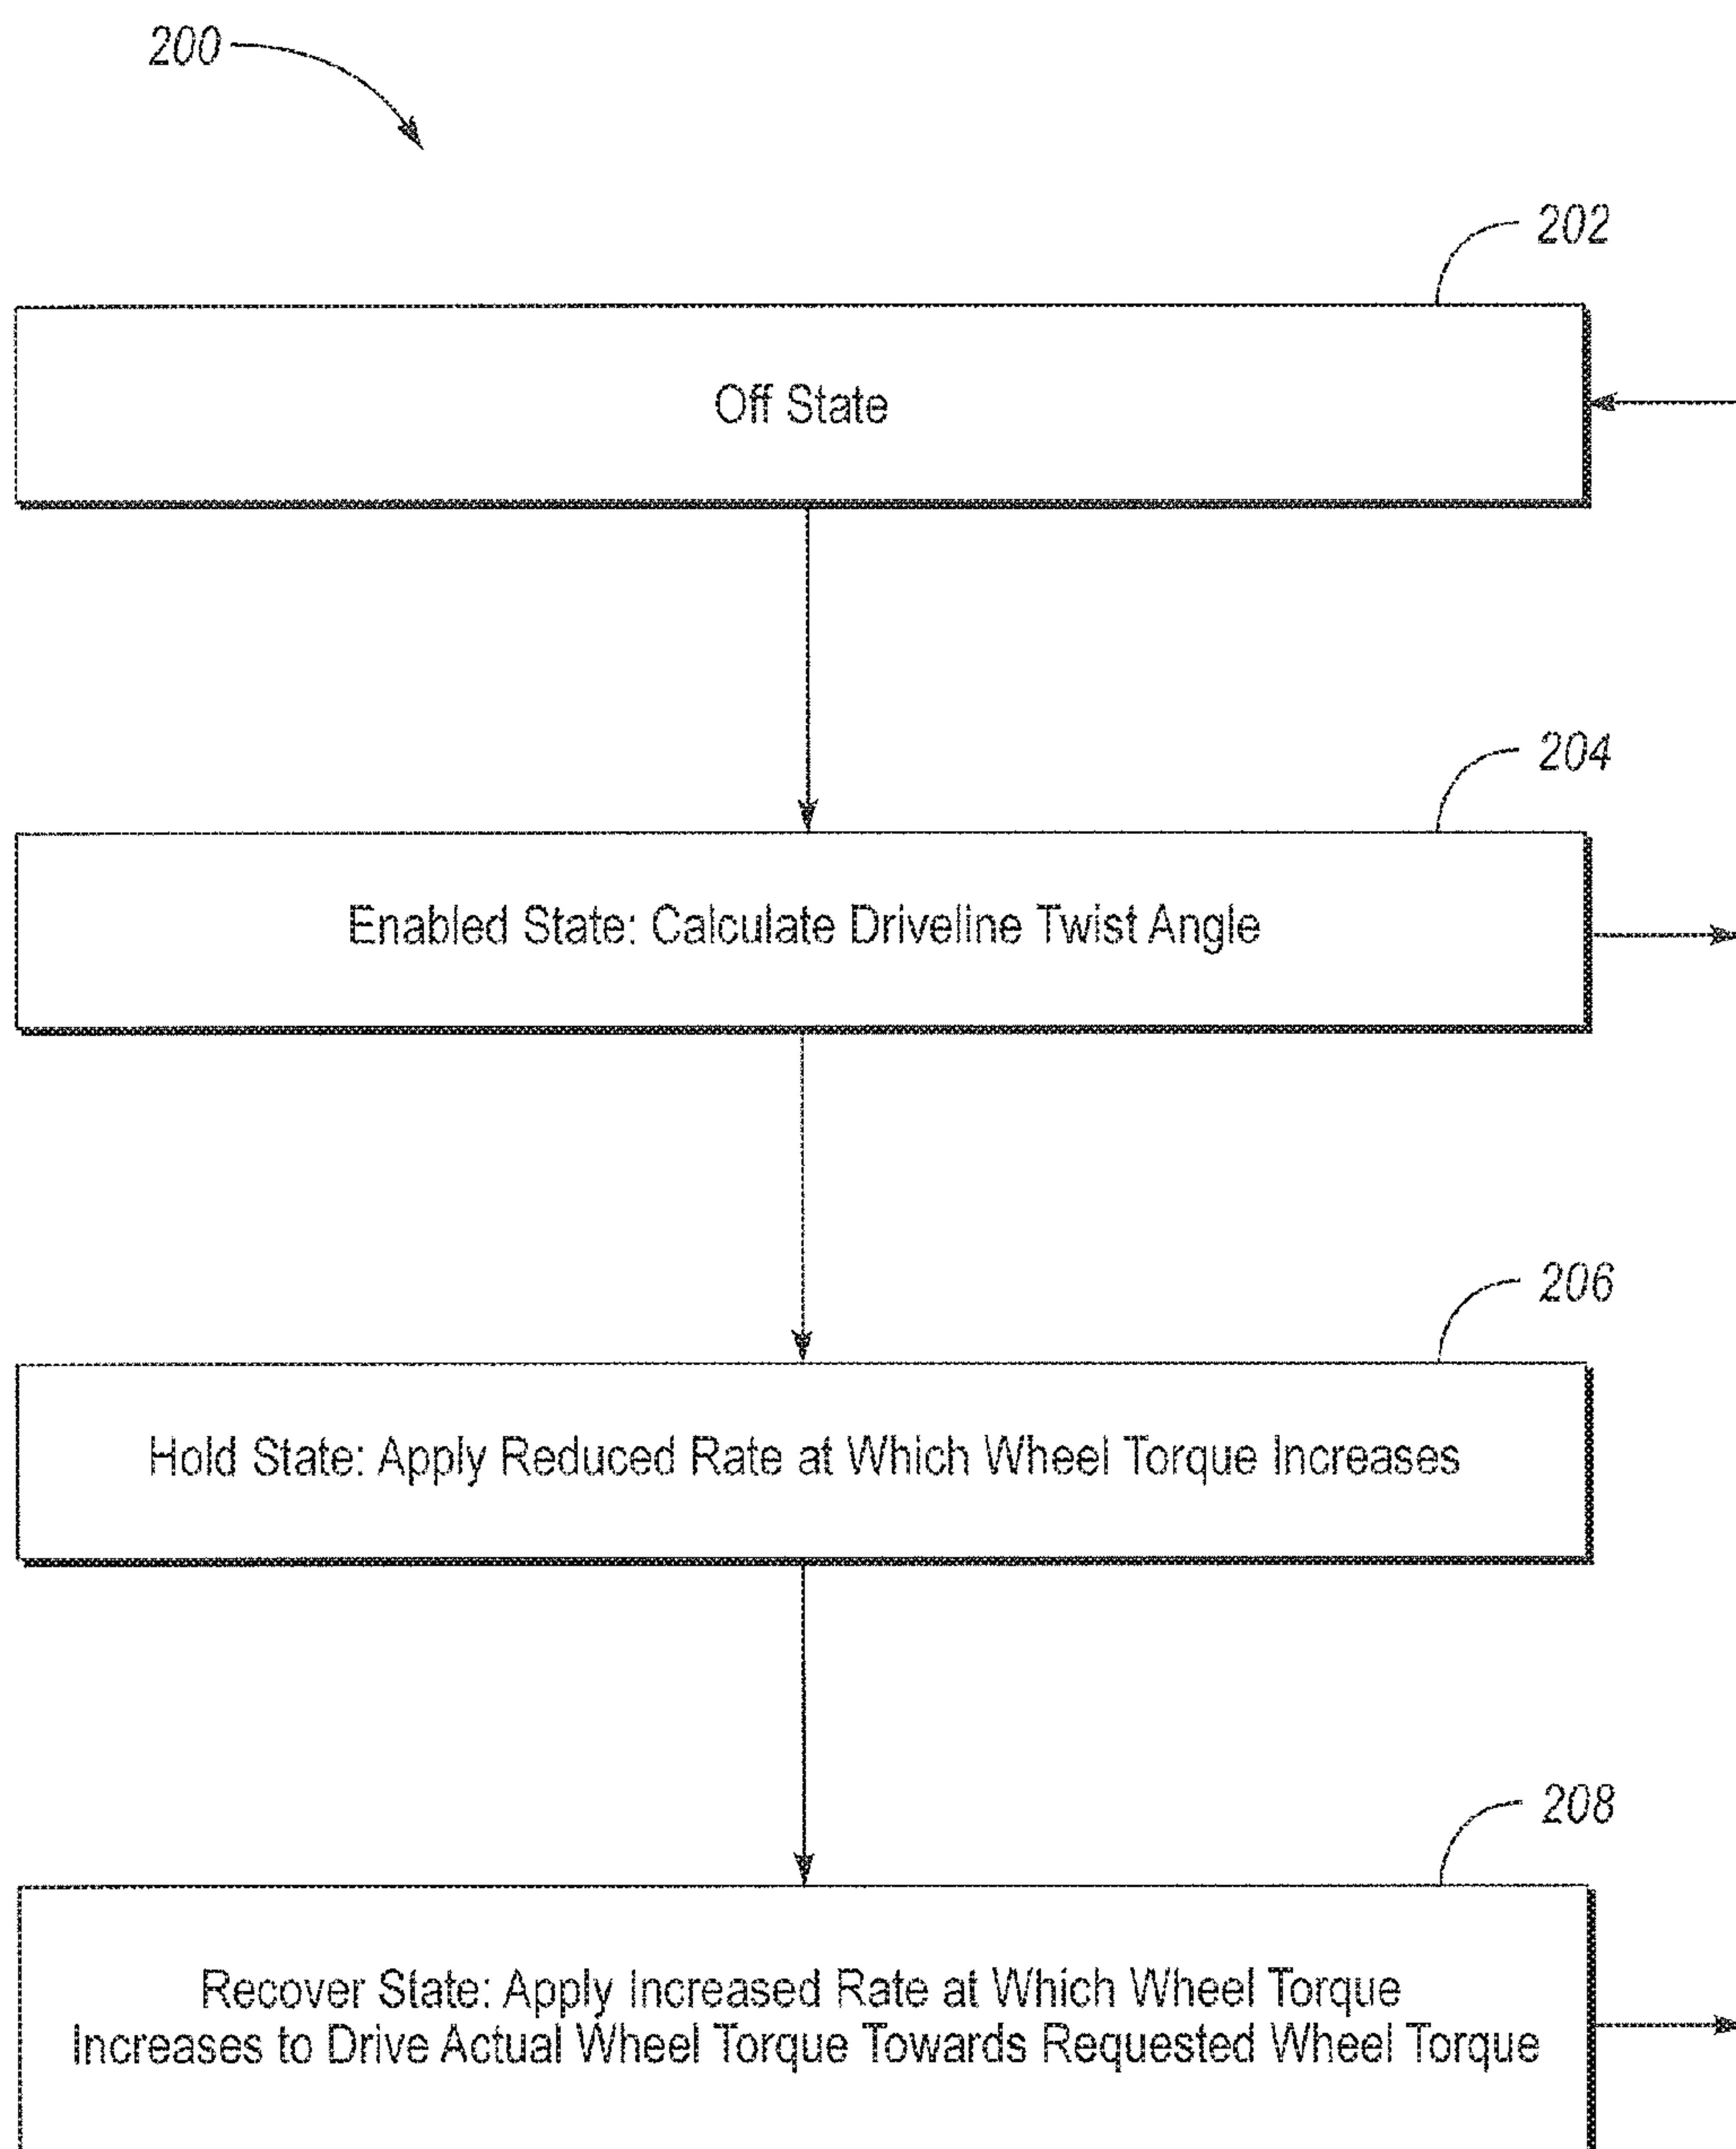 200
202
Off State
204
Enabled State: Calculate Driveline Twist Angle
206
Hold State: Apply Reduced Rate at Which Wheel Torque Increases
208
Recover State: Apply Increased Rate at Which Wheel Torque
Increases to Drive Actual Wheel Torque Towards Requested Wheel Torque